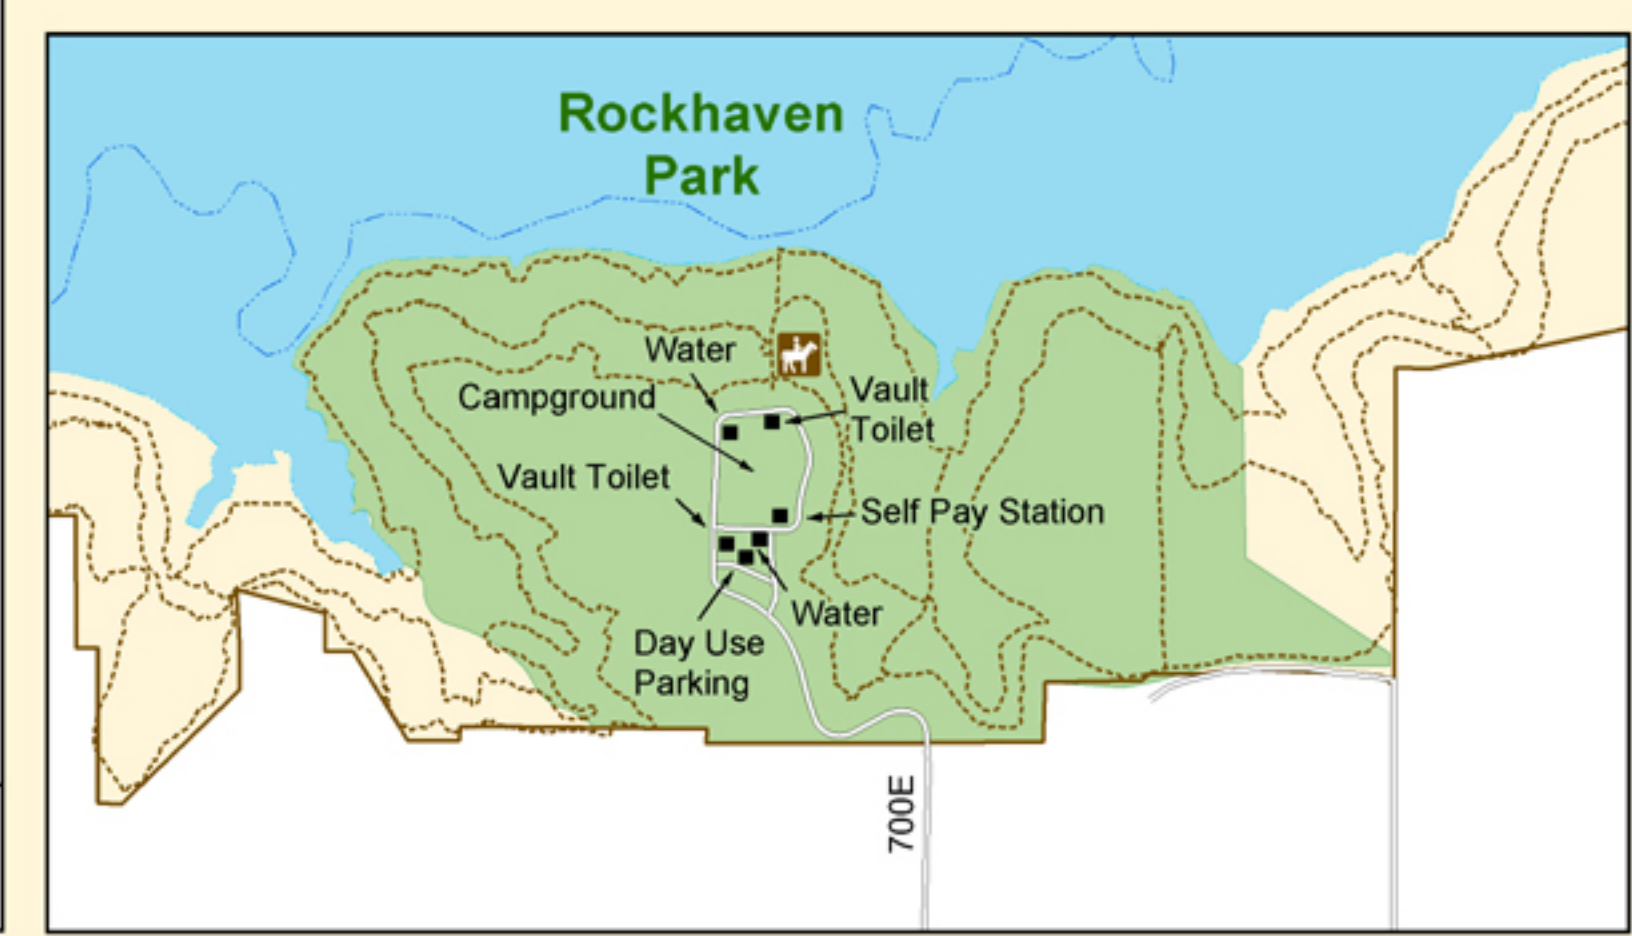 Rockhaven
Park
Water
Campground
Vault
Toilet
Vault Toilet
Self Pay Station
Water
Day Use
Parking
700E